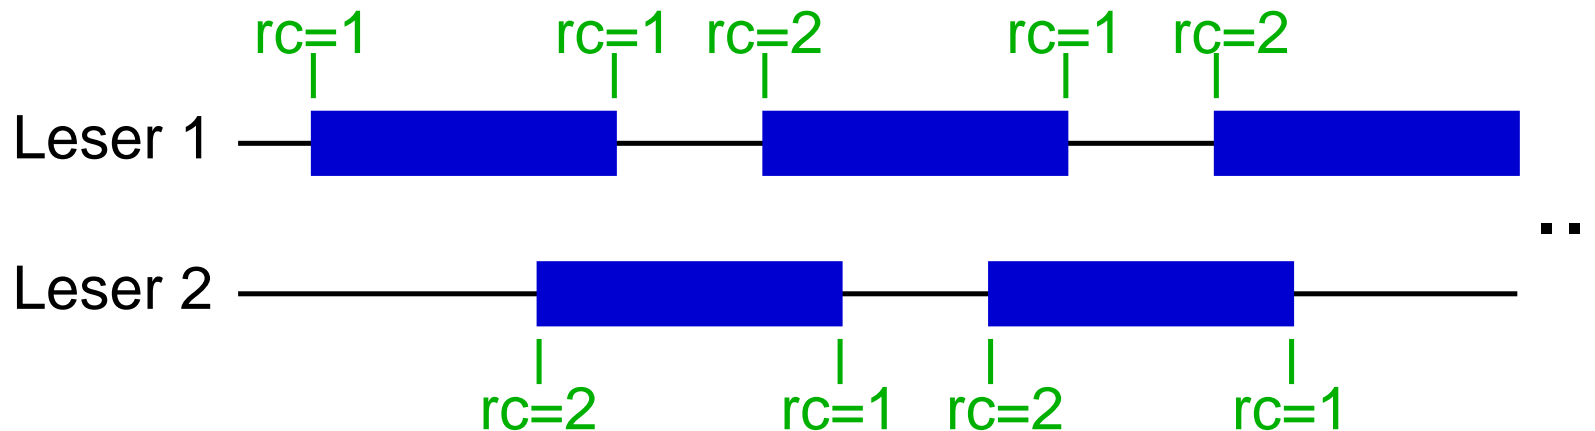 rc=1 rc=1 rc=2 rc=1 rc=2
Leser 1
..
Leser 2
rc=2 rc=1 rc=2 rc=1